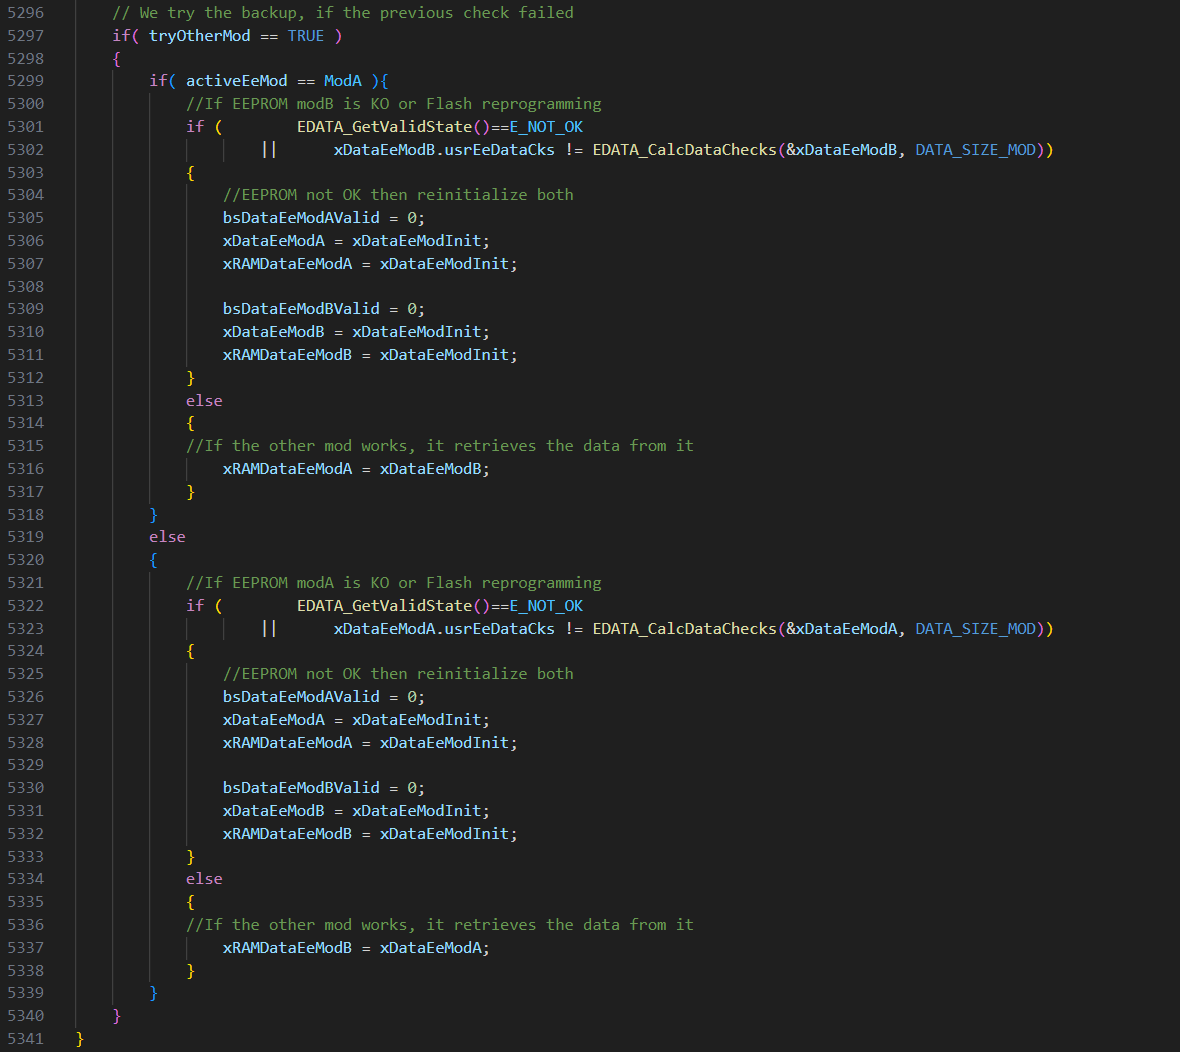 5296 // We try the backup, if the previous check failed
5297 if( tryOtherMod == TRUE )
5298 {
5299 if( activeEeMod == ModA ){
5300 //If EEPROM modB is KO or Flash reprogramming
5301 if ( EDATA_GetValidState()==E_NOT_OK
5302 || xDataEeModB.usrEeDataCks != EDATA_CalcDataChecks(&xDataEeModB, DATA_SIZE_MOD))
5303 {
5304 //EEPROM not OK then reinitialize both
5305 bsDataEeModAValid = 0;
5306 xDataEeModA = xDataEeModInit;
5307 xRAMDataEeModA = xDataEeModInit;
5308
5309 bsDataEeModBValid = 0;
5310 xDataEeModB = xDataEeModInit;
5311 xRAMDataEeModB = xDataEeModInit;
5312 }
5313 else
5314 {
5315 //If the other mod works, it retrieves the data from it
5316 xRAMDataEeModA = xDataEeModB;
5317 }
5318 }
5319 else
5320 {
5321 //If EEPROM modA is KO or Flash reprogramming
5322 if ( EDATA_GetValidState()==E_NOT_OK
5323 || xDataEeModA.usrEeDataCks != EDATA_CalcDataChecks(&xDataEeModA, DATA_SIZE_MOD))
5324 {
5325 //EEPROM not OK then reinitialize both
5326 bsDataEeModAValid = 0;
5327 xDataEeModA = xDataEeModInit;
5328 xRAMDataEeModA = xDataEeModInit;
5329
5330 bsDataEeModBValid = 0;
5331 xDataEeModB = xDataEeModInit;
5332 xRAMDataEeModB = xDataEeModInit;
5333 }
5334 else
5335 {
5336 //If the other mod works, it retrieves the data from it
5337 xRAMDataEeModB = xDataEeModA;
5338 }
5339 }
5340 }
5341 }